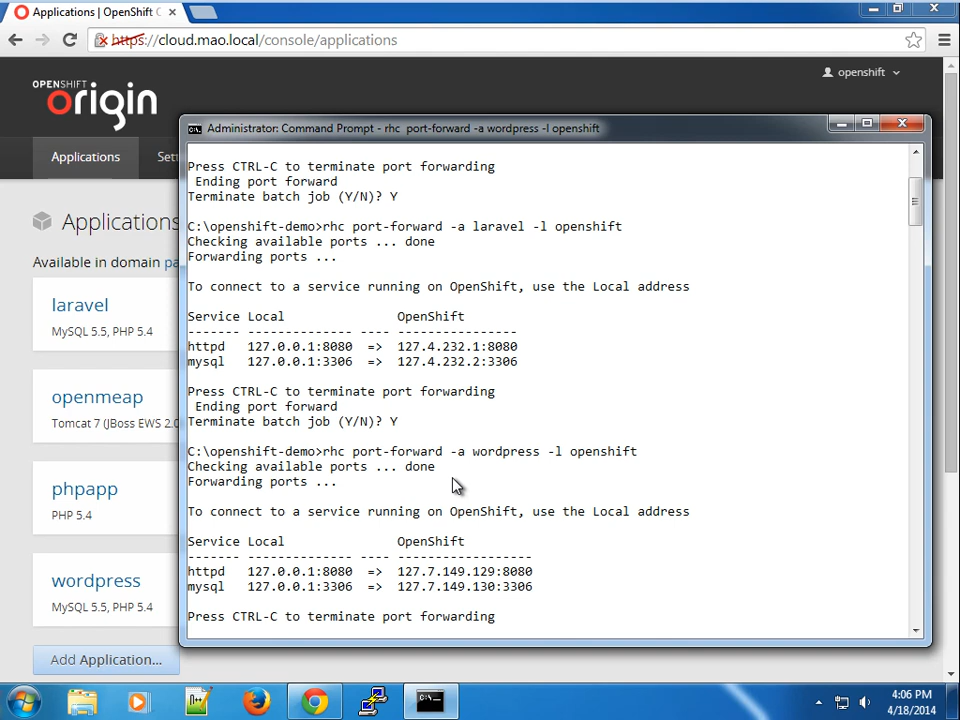 Applications | OpenShift O
https://cloud.mao.local/console/applications
OPENSHIFT
origin
openshift
Applications
Sett
Administrator: Command Prompt - rhc port-forward -a wordpress -l openshift
Press CTRL-C to terminate port forwarding
Ending port forward
Terminate batch job (Y/N)? Y
C:\openshift-demo>rhc port-forward -a laravel -l openshift
Checking available ports ... done
Forwarding ports ...
To connect to a service running on OpenShift, use the Local address
Service Local OpenShift
------- -------------- ---- ----------------
httpd 127.0.0.1:8080 => 127.4.232.1:8080
mysql 127.0.0.1:3306 => 127.4.232.2:3306
Press CTRL-C to terminate port forwarding
Ending port forward
Terminate batch job (Y/N)? Y
C:\openshift-demo>rhc port-forward -a wordpress -l openshift
Checking available ports ... done
Forwarding ports ...
To connect to a service running on OpenShift, use the Local address
Service Local OpenShift
------- -------------- ---- ------------------
httpd 127.0.0.1:8080 => 127.7.149.129:8080
mysql 127.0.0.1:3306 => 127.7.149.130:3306
Press CTRL-C to terminate port forwarding
Applications
Available in domain pa
laravel
MySQL 5.5, PHP 5.4
openmeap
Tomcat 7 (JBoss EWS 2.0
phpapp
PHP 5.4
wordpress
MySQL 5.5, PHP 5.4
Add Application...
4:06 PM
4/18/2014